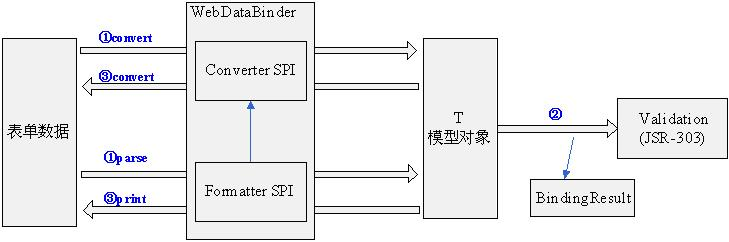 WebDataBinder
①convert
Converter SPI
③convert
表单数据
T
模型对象
②
Validation
(JSR-303)
①parse
Formatter SPI
③print
BindingResult